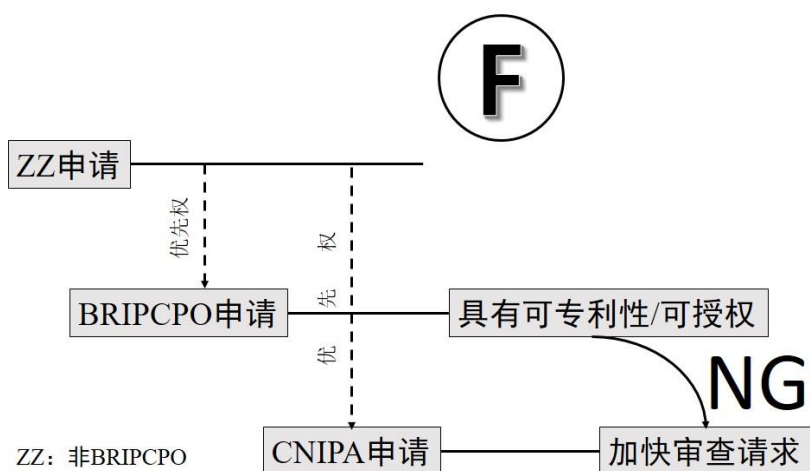 F
ZZ申请
优先权
优先权
BRIPCPO申请
具有可专利性/可授权
NG
ZZ：非BRIPCPO
CNIPA申请
加快审查请求